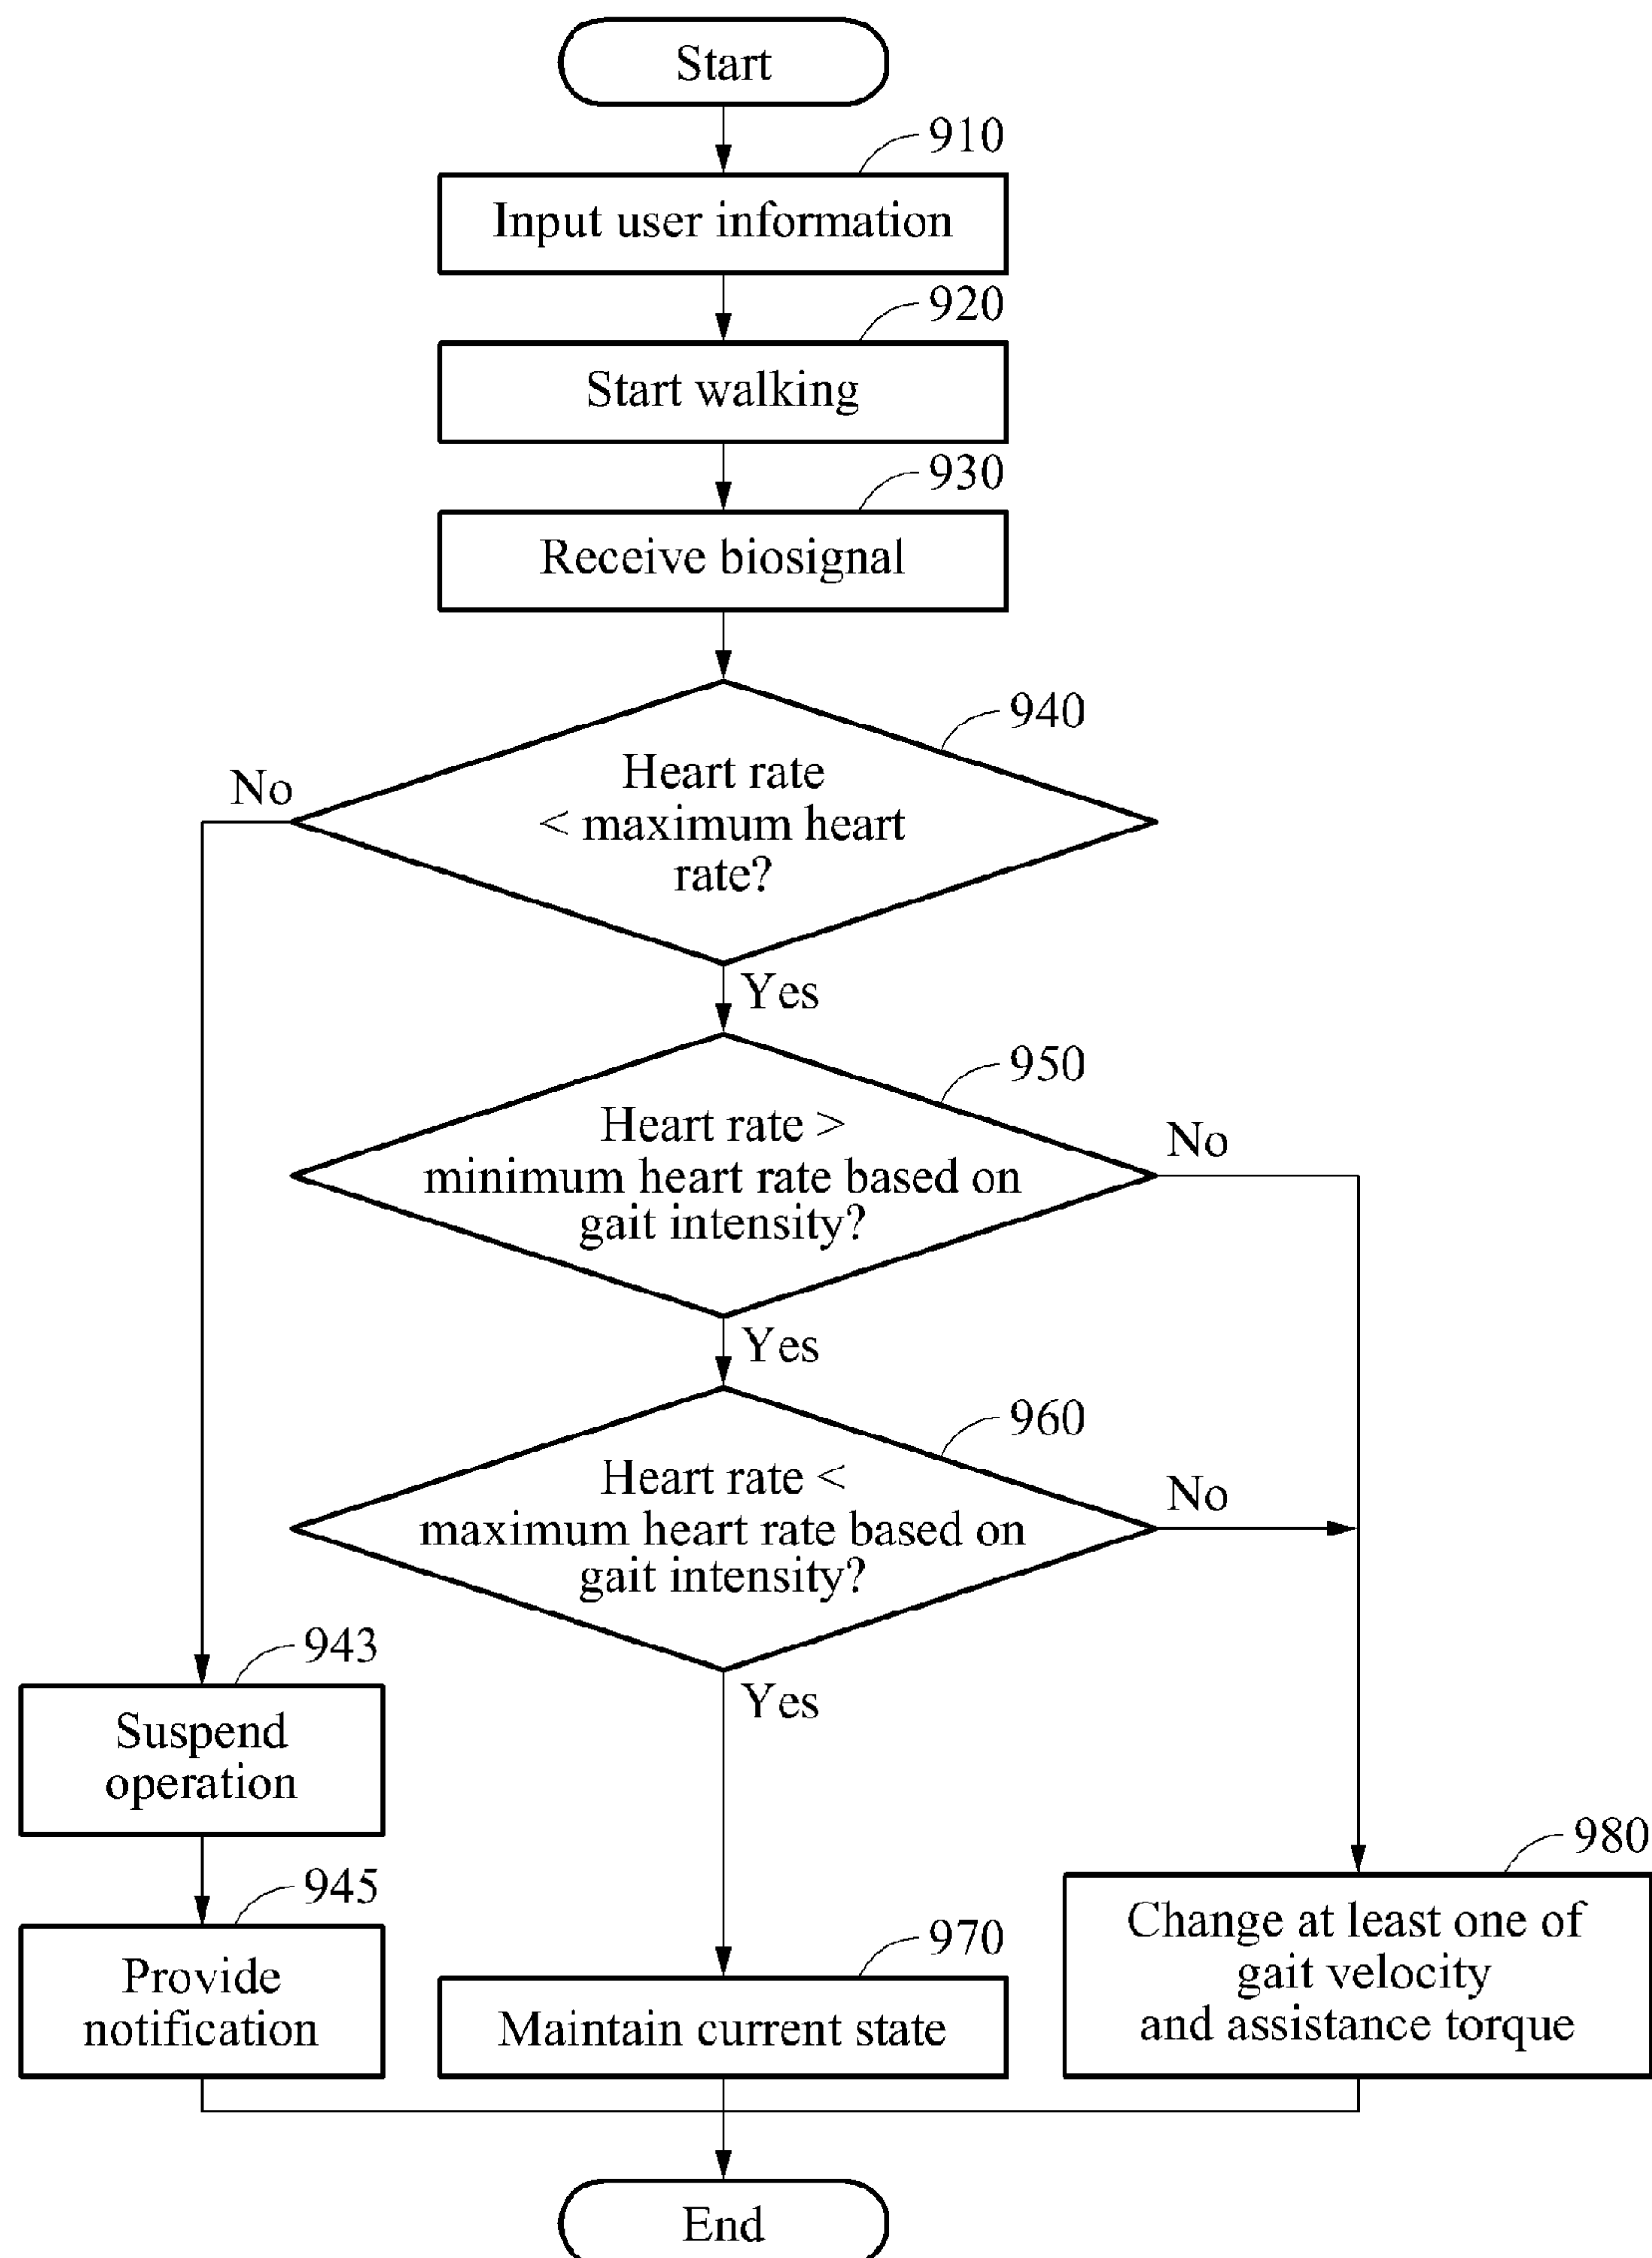 Start
910
Input user information
920
Start walking
930
Receive biosignal
940
Heart rate
< maximum heart
rate?
No
Yes
950
Heart rate >
minimum heart rate based on
gait intensity?
No
Yes
960
Heart rate <
maximum heart rate based on
gait intensity?
No
Yes
943
Suspend
operation
945
Provide
notification
970
Maintain current state
980
Change at least one of
gait velocity
and assistance torque
End